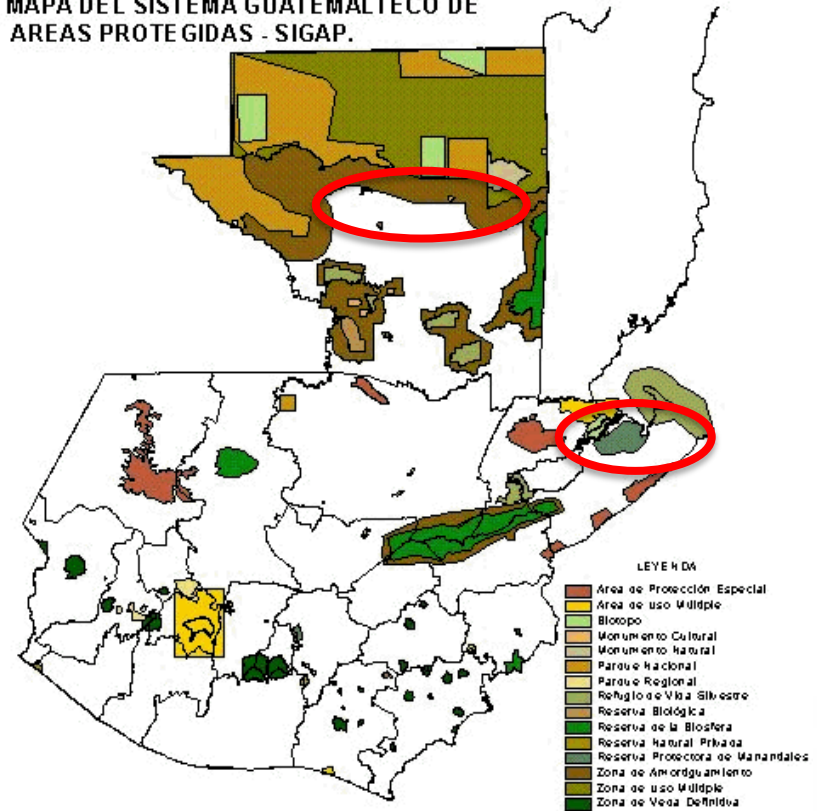 MAPA DEL SISTEMA GUATEMALTECO DE
AREAS PROTEGIDAS - SIGAP.
LEYENDA
Area de Protección Especial
Area de uso Múltiple
Biotopo
Monumento Cultural
Monumento Natural
Parque Nacional
Parque Regional
Refugio de Vida Silvestre
Reserva Biológica
Reserva de la Biosfera
Reserva Natural Privada
Reserva Protectora de Manandales
Zona de Amortiguamiento
Zona de uso Múltiple
Zona de Veda Definitiva